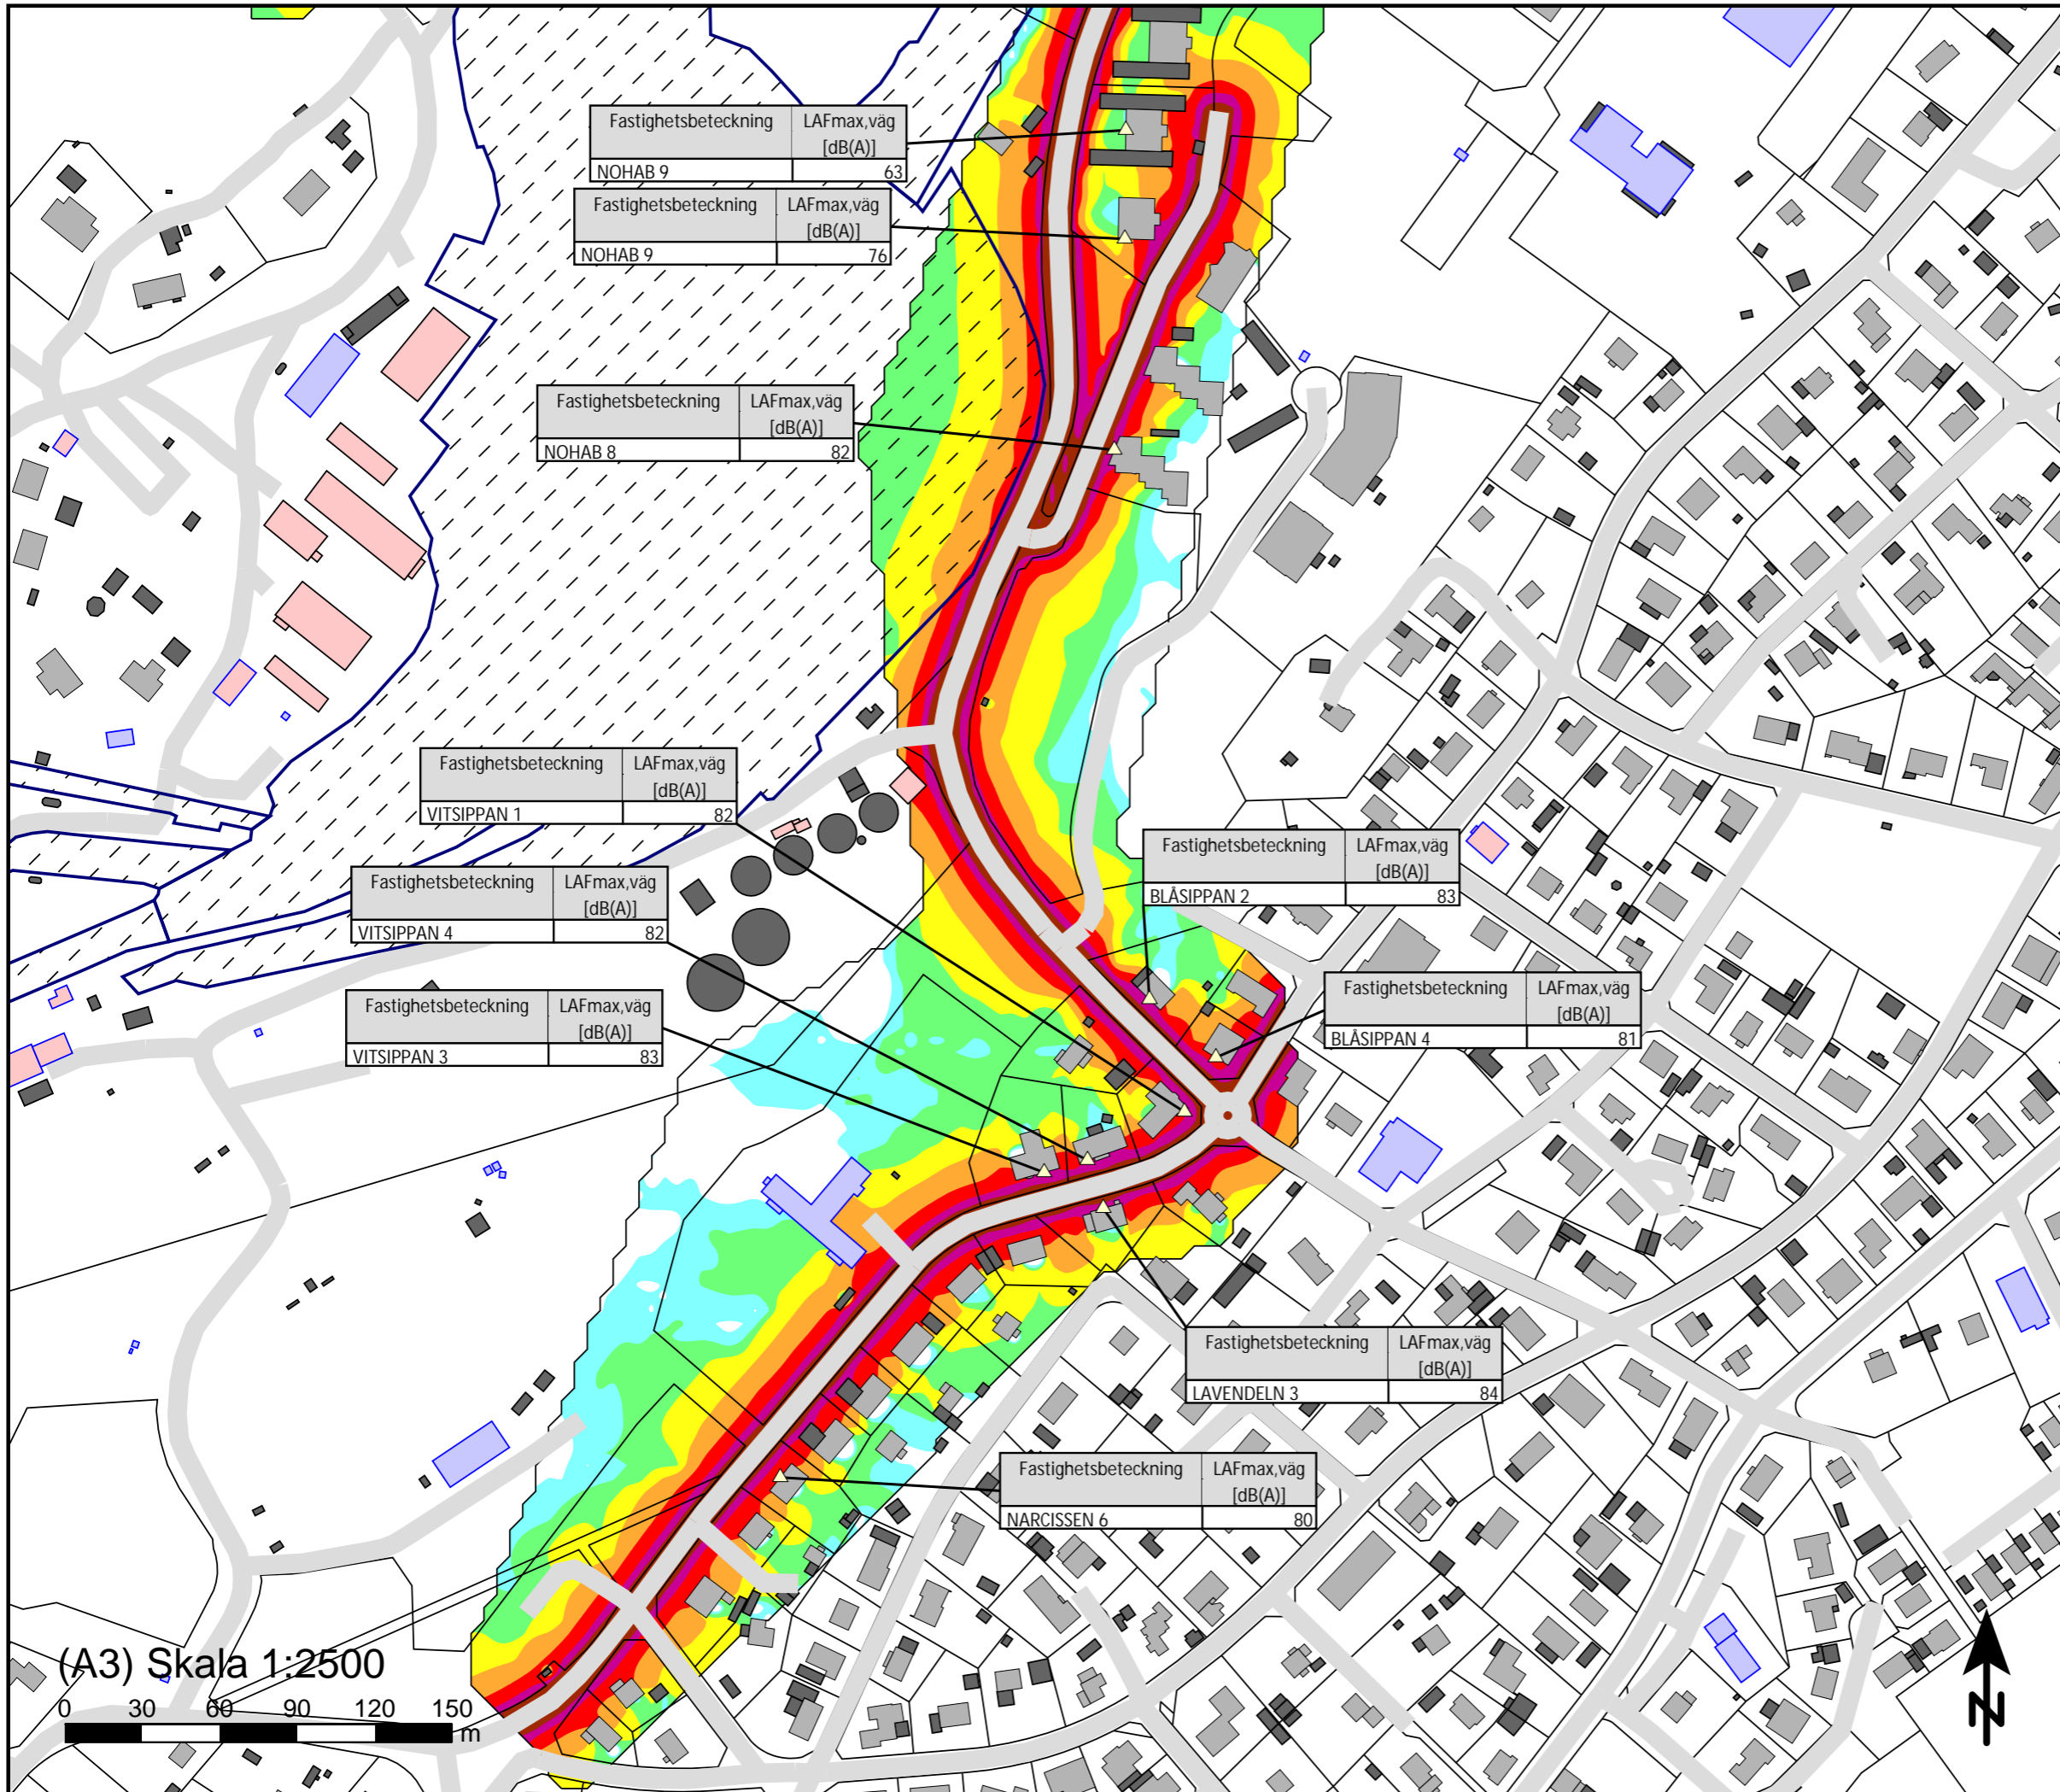 Fastighetsbeteckning LAFmax,väg
[dB(A)]
NOHAB 9 63
Fastighetsbeteckning LAFmax,väg
[dB(A)]
NOHAB 9 76
Fastighetsbeteckning LAFmax,väg
[dB(A)]
NOHAB 8 82
Fastighetsbeteckning LAFmax,väg
[dB(A)]
VITSIPPAN 1 82
Fastighetsbeteckning LAFmax,väg
[dB(A)]
BLÅSIPPAN 2 83
Fastighetsbeteckning LAFmax,väg
[dB(A)]
VITSIPPAN 4 82
Fastighetsbeteckning LAFmax,väg
[dB(A)]
BLÅSIPPAN 4 81
Fastighetsbeteckning LAFmax,väg
[dB(A)]
VITSIPPAN 3 83
Fastighetsbeteckning LAFmax,väg
[dB(A)]
LAVENDELN 3 84
Fastighetsbeteckning LAFmax,väg
[dB(A)]
NARCISSEN 6 80
(A3) Skala 1:2500
0 30 60 90 120 150
m
N